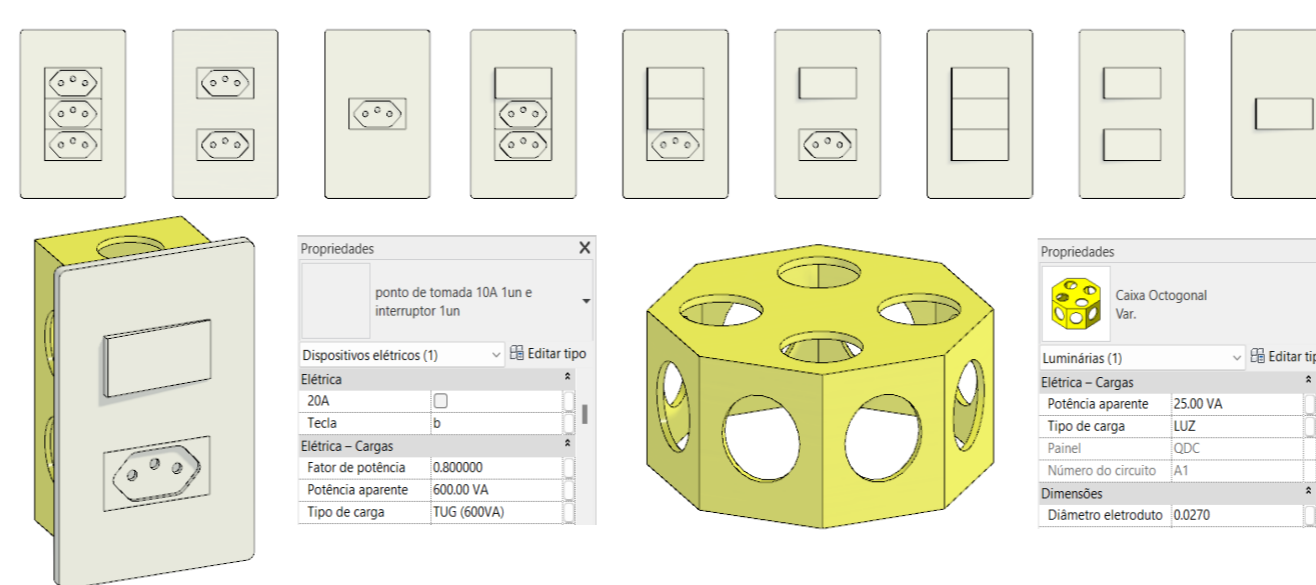 Propriedades X
ponto de tomada 10A 1un e
interruptor 1un
Dispositivos elétricos (1) Editar tipo
Elétrica
20A
Tecla b
Elétrica – Cargas
Fator de potência 0.800000
Potência aparente 600.00 VA
Tipo de carga TUG (600VA)
Propriedades
Caixa Octogonal
Var.
Luminárias (1) Editar tip
Elétrica – Cargas
Potência aparente 25.00 VA
Tipo de carga LUZ
Painel QDC
Número do circuito A1
Dimensões
Diâmetro eletroduto 0.0270